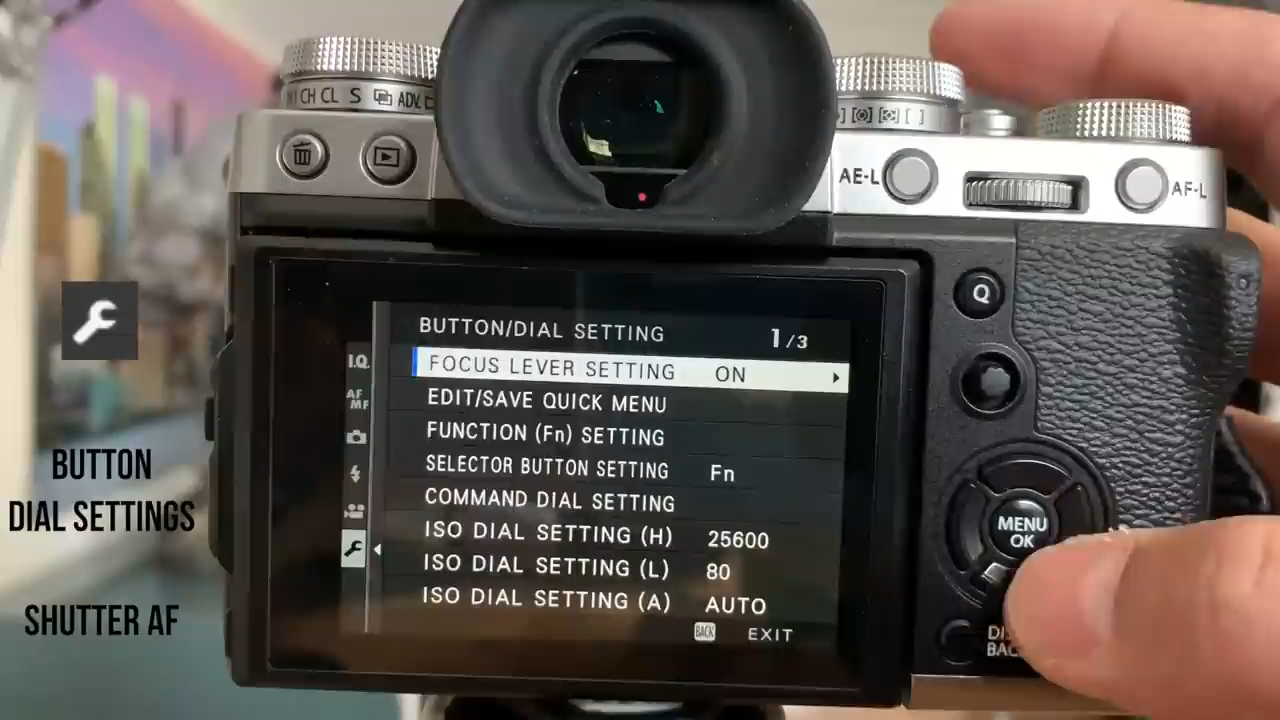 CH CL S ADV.
AE-L
AF-L
Q
BUTTON/DIAL SETTING 1/3
I.Q.
FOCUS LEVER SETTING ON
AF
MF
EDIT/SAVE QUICK MENU
FUNCTION (Fn) SETTING
SELECTOR BUTTON SETTING Fn
COMMAND DIAL SETTING
ISO DIAL SETTING (H) 25600
ISO DIAL SETTING (L) 80
ISO DIAL SETTING (A) AUTO
BACK EXIT
MENU
OK
BUTTON
DIAL SETTINGS
SHUTTER AF